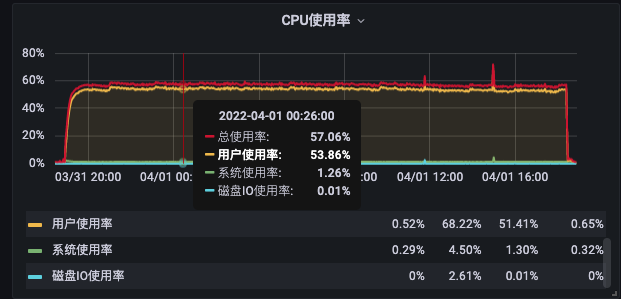 CPU使用率
80%
60%
40%
20%
0%
03/31 20:00
04/01 00:
:00
04/01 12:00
04/01 16:00
2022-04-01 00:26:00
总使用率: 57.06%
用户使用率: 53.86%
系统使用率: 1.26%
磁盘IO使用率: 0.01%
用户使用率 0.52% 68.22% 51.41% 0.65%
系统使用率 0.29% 4.50% 1.30% 0.32%
磁盘IO使用率 0% 2.61% 0.01% 0%